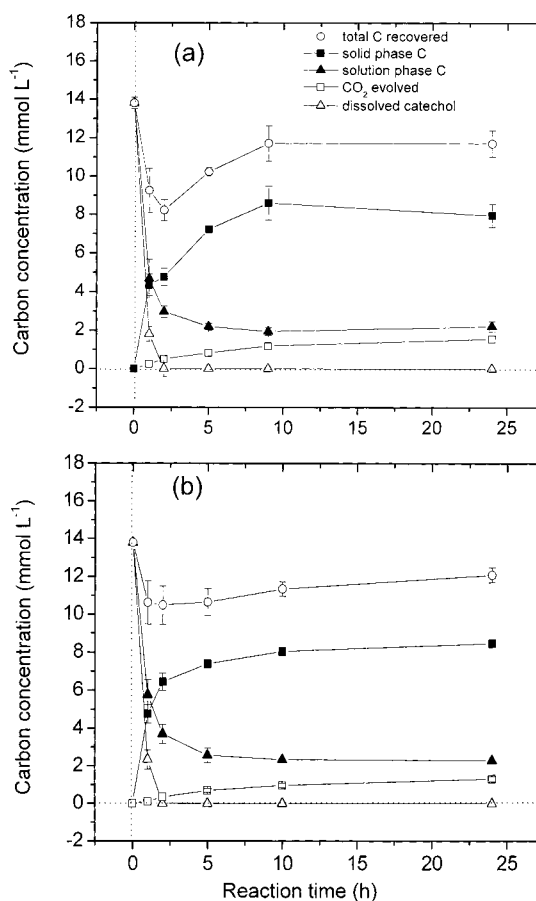 (a)
total C recovered
solid phase C
solution phase C
CO₂ evolved
dissolved catechol
Carbon concentration (mmol L⁻¹)
18
16
14
12
10
8
6
4
2
0
-2
0 5 10 15 20 25
(b)
Carbon concentration (mmol L⁻¹)
18
16
14
12
10
8
6
4
2
0
-2
0 5 10 15 20 25
Reaction time (h)